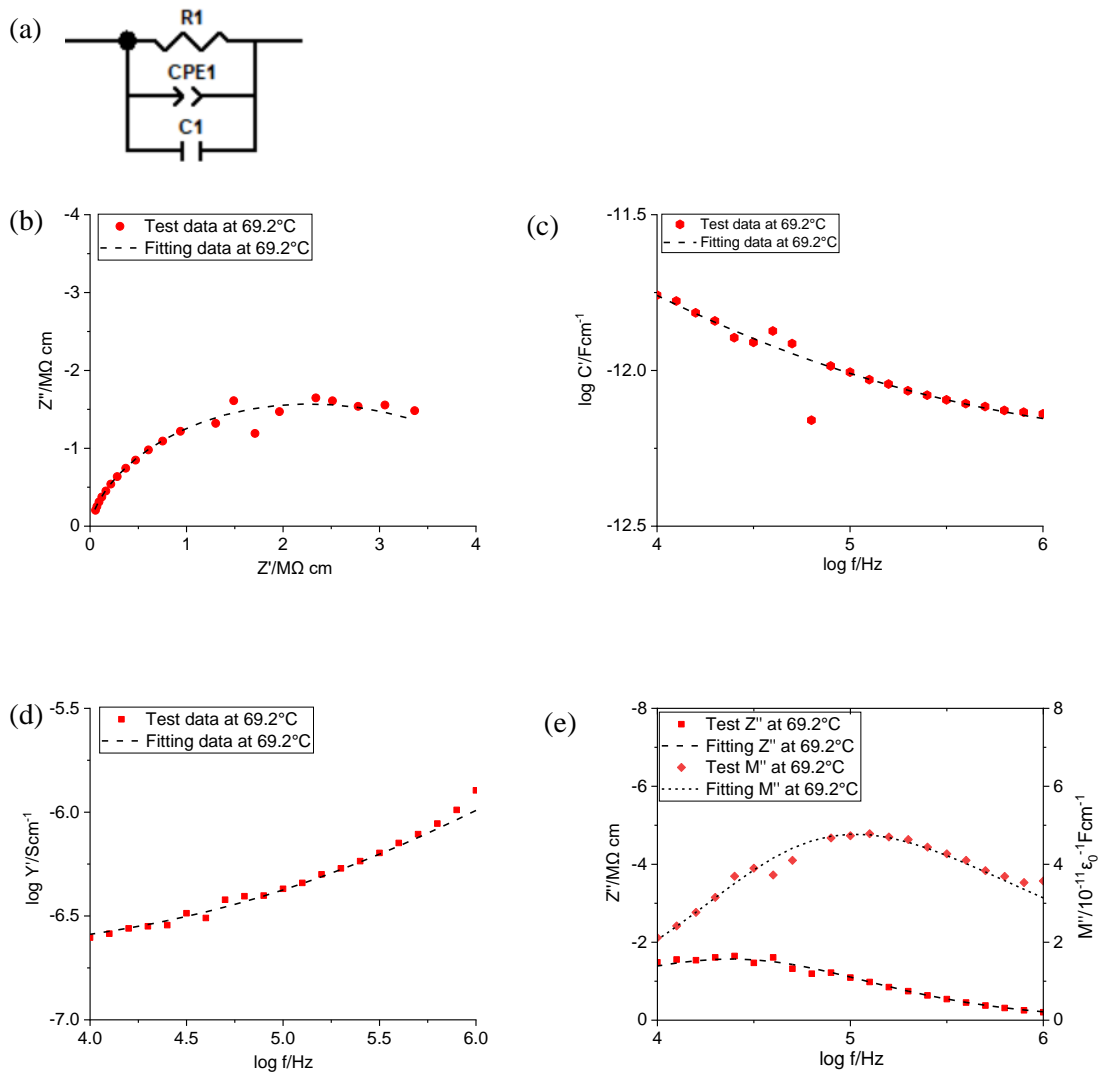 (a)
R1
CPE1
C1
(b)
Test data at 69.2°C
Fitting data at 69.2°C
-4
-3
-2
-1
0
Z''/MΩ cm
0 1 2 3 4
Z'/MΩ cm
(c)
Test data at 69.2°C
Fitting data at 69.2°C
-11.5
-12.0
-12.5
log C'/Fcm⁻¹
4 5 6
log f/Hz
(d)
Test data at 69.2°C
Fitting data at 69.2°C
-5.5
-6.0
-6.5
-7.0
log Y'/Scm⁻¹
4.0 4.5 5.0 5.5 6.0
log f/Hz
(e)
Test Z'' at 69.2°C
Fitting Z'' at 69.2°C
Test M'' at 69.2°C
Fitting M'' at 69.2°C
-8
-6
-4
-2
0
Z''/MΩ cm
8
6
4
2
0
M''/10⁻¹¹ε₀⁻¹Fcm⁻¹
4 5 6
log f/Hz